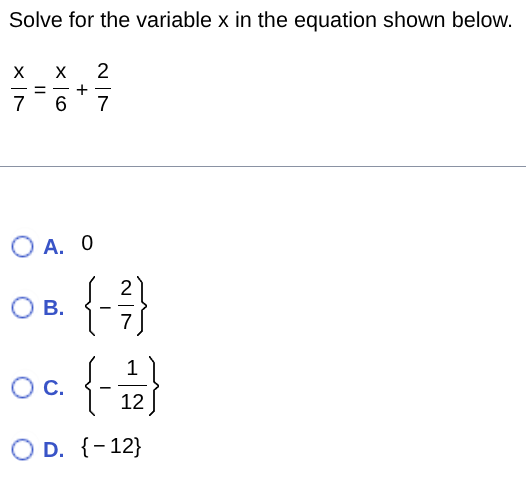 Solve for the variable x in the equation shown below.
x/7 = x/6 + 2/7
A. 0
B. {− 2/7}
C. {− 1/12}
D. {− 12}